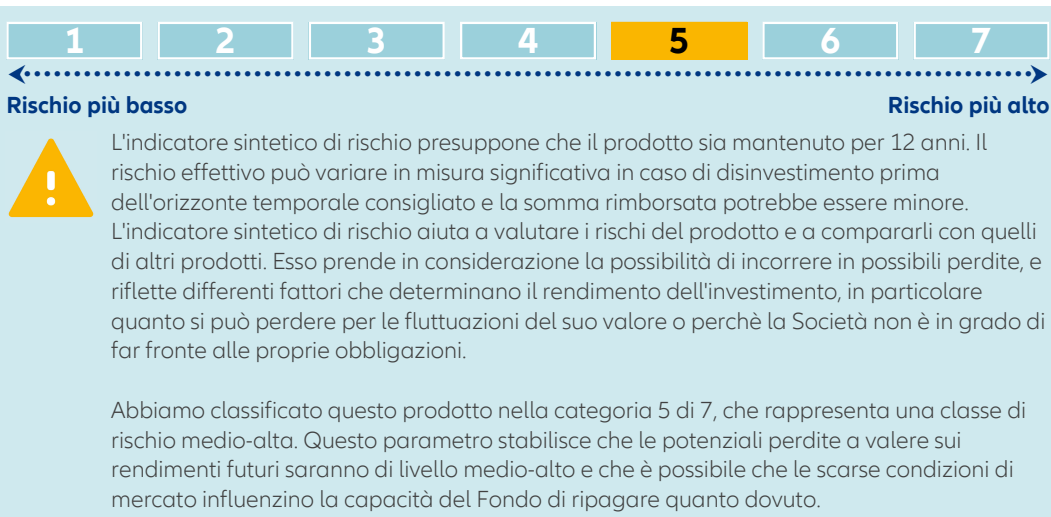 1 2 3 4 5 6 7
Rischio più basso Rischio più alto
L'indicatore sintetico di rischio presuppone che il prodotto sia mantenuto per 12 anni. Il
rischio effettivo può variare in misura significativa in caso di disinvestimento prima
dell'orizzonte temporale consigliato e la somma rimborsata potrebbe essere minore.
L'indicatore sintetico di rischio aiuta a valutare i rischi del prodotto e a compararli con quelli
di altri prodotti. Esso prende in considerazione la possibilità di incorrere in possibili perdite, e
riflette differenti fattori che determinano il rendimento dell'investimento, in particolare
quanto si può perdere per le fluttuazioni del suo valore o perchè la Società non è in grado di
far fronte alle proprie obbligazioni.
Abbiamo classificato questo prodotto nella categoria 5 di 7, che rappresenta una classe di
rischio medio-alta. Questo parametro stabilisce che le potenziali perdite a valere sui
rendimenti futuri saranno di livello medio-alto e che è possibile che le scarse condizioni di
mercato influenzino la capacità del Fondo di ripagare quanto dovuto.